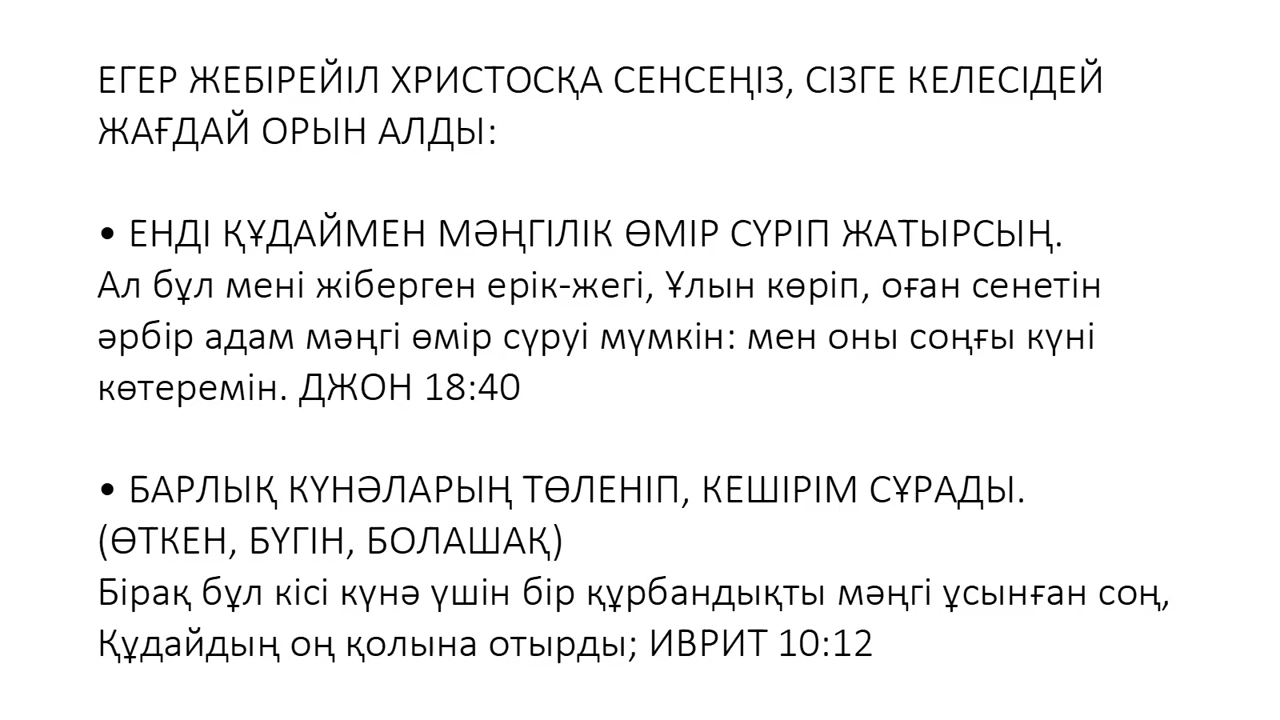 ЕГЕР ЖЕБІРЕЙІЛ ХРИСТОСҚА СЕНСЕҢІЗ, СІЗГЕ КЕЛЕСІДЕЙ
ЖАҒДАЙ ОРЫН АЛДЫ:
• ЕНДІ ҚҰДАЙМЕН МӘҢГІЛІК ӨМІР СҮРІП ЖАТЫРСЫҢ.
Ал бұл мені жіберген ерік-жегі, Ұлын көріп, оған сенетін
әрбір адам мәңгі өмір сүруі мүмкін: мен оны соңғы күні
көтеремін. ДЖОН 18:40
• БАРЛЫҚ КҮНӘЛАРЫҢ ТӨЛЕНІП, КЕШІРІМ СҰРАДЫ.
(ӨТКЕН, БҮГІН, БОЛАШАҚ)
Бірақ бұл кісі күнә үшін бір құрбандықты мәңгі ұсынған соң,
Құдайдың оң қолына отырды; ИВРИТ 10:12